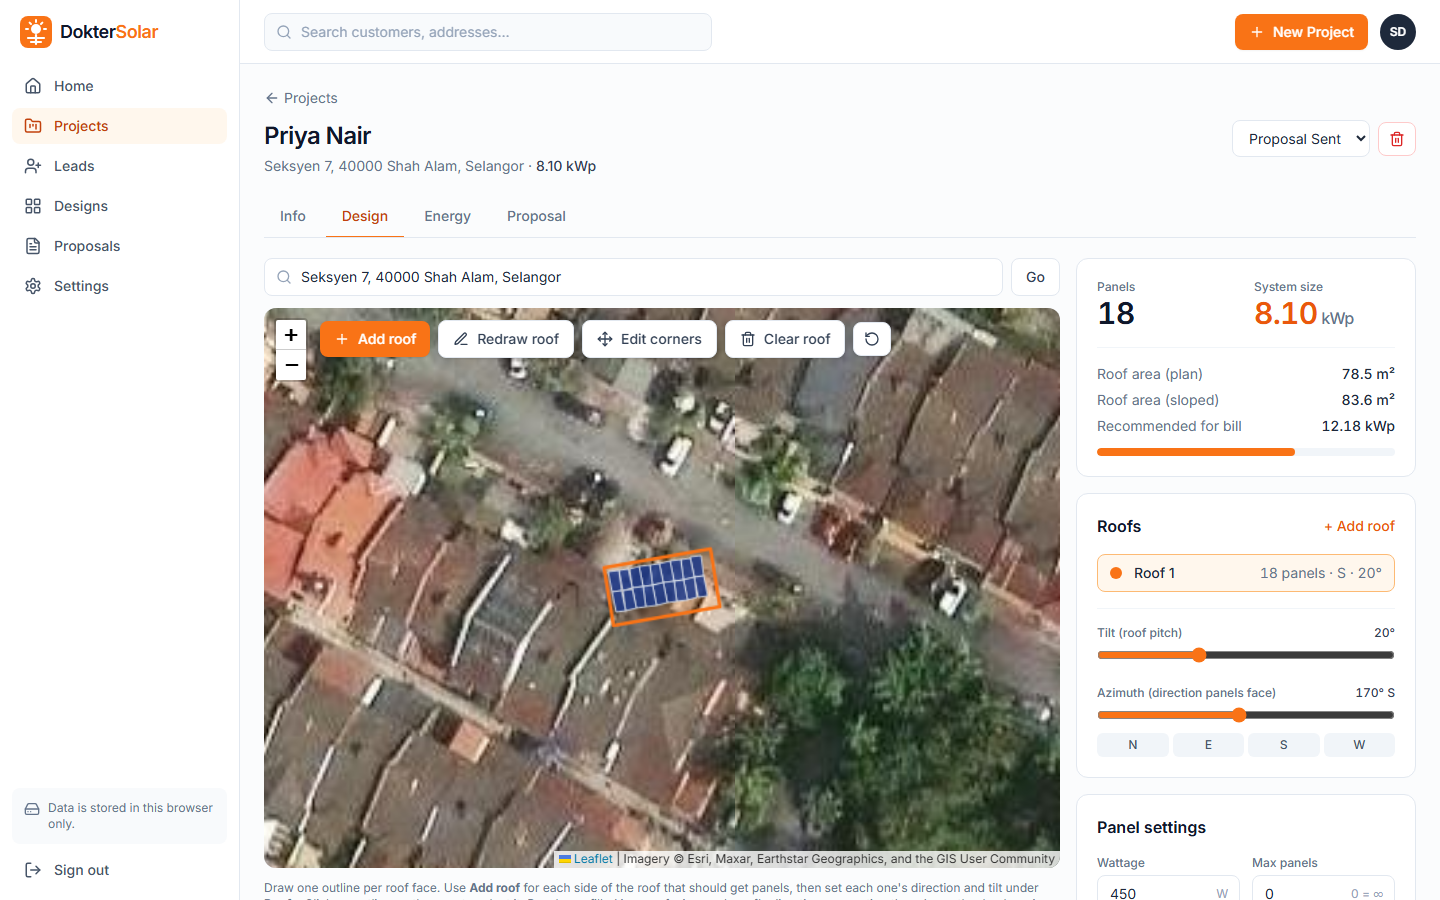 DokterSolar
Search customers, addresses...
New Project
SD
Home
Projects
Leads
Designs
Proposals
Settings
Data is stored in this browser
only.
Sign out
Projects
Priya Nair
Seksyen 7, 40000 Shah Alam, Selangor · 8.10 kWp
Proposal Sent
Info
Design
Energy
Proposal
Seksyen 7, 40000 Shah Alam, Selangor
Go
+
−
Add roof
Redraw roof
Edit corners
Clear roof
Leaflet | Imagery © Esri, Maxar, Earthstar Geographics, and the GIS User Community
Draw one outline per roof face. Use Add roof for each side of the roof that should get panels, then set each one's direction and tilt under
Panels
18
System size
8.10 kWp
Roof area (plan) 78.5 m²
Roof area (sloped) 83.6 m²
Recommended for bill 12.18 kWp
Roofs
+ Add roof
Roof 1 18 panels · S · 20°
Tilt (roof pitch) 20°
Azimuth (direction panels face) 170° S
N E S W
Panel settings
Wattage
450 W
Max panels
0 0 = ∞